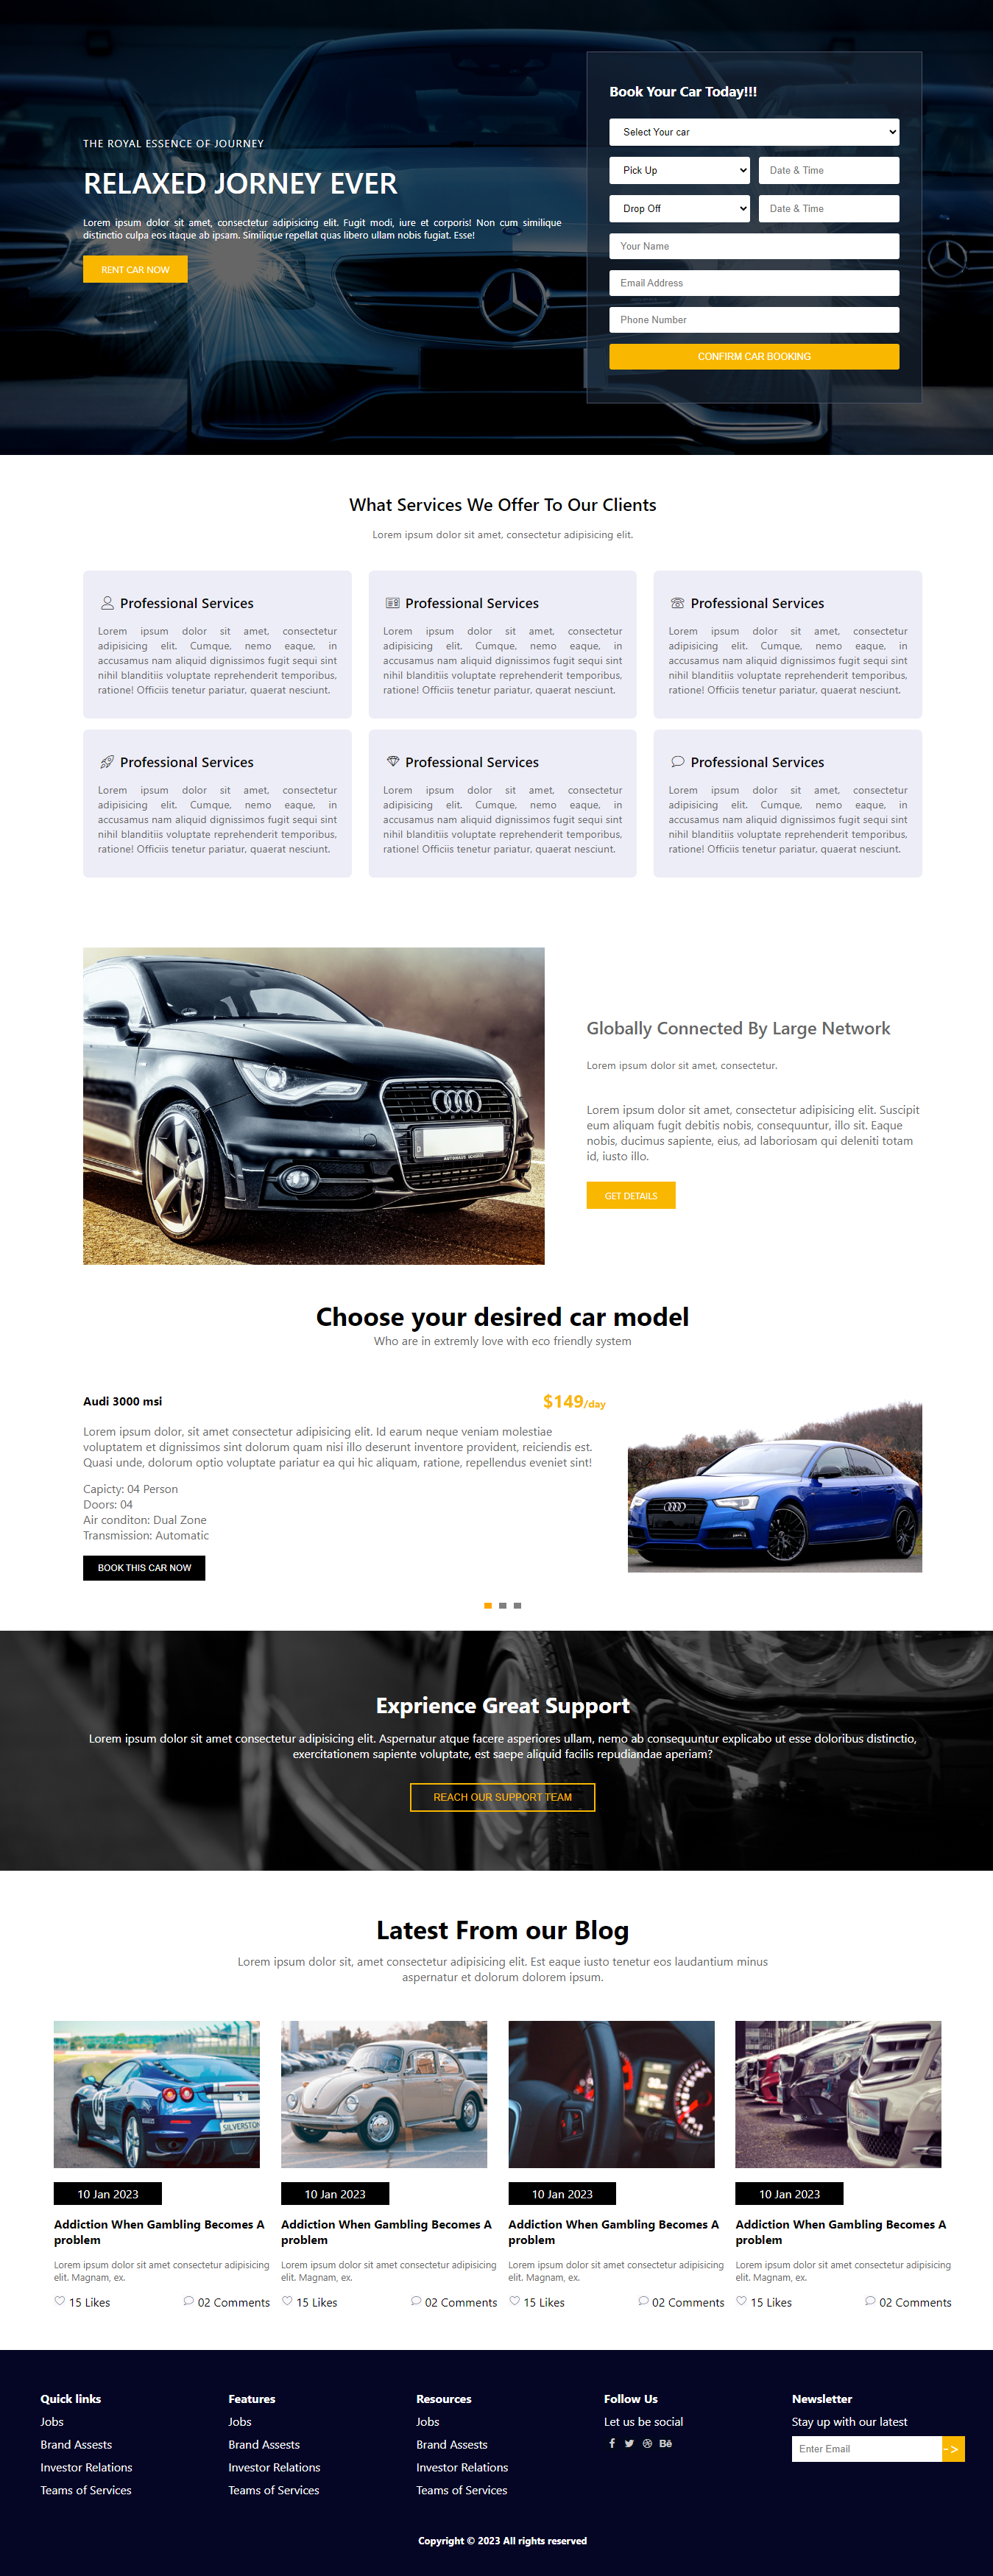 THE ROYAL ESSENCE OF JOURNEY
RELAXED JORNEY EVER
Lorem ipsum dolor sit amet, consectetur adipisicing elit. Fugit modi, iure et corporis! Non cum similique
distinctio culpa eos itaque ab ipsam. Similique repellat quas libero ullam nobis fugiat. Esse!
RENT CAR NOW
Book Your Car Today!!!
Select Your car
Pick Up
Date & Time
Drop Off
Date & Time
Your Name
Email Address
Phone Number
CONFIRM CAR BOOKING
What Services We Offer To Our Clients
Lorem ipsum dolor sit amet, consectetur adipisicing elit.
Professional Services
Lorem ipsum dolor sit amet, consectetur
adipisicing elit. Cumque, nemo eaque, in
accusamus nam aliquid dignissimos fugit sequi sint
nihil blanditiis voluptate reprehenderit temporibus,
ratione! Officiis tenetur pariatur, quaerat nesciunt.
Professional Services
Lorem ipsum dolor sit amet, consectetur
adipisicing elit. Cumque, nemo eaque, in
accusamus nam aliquid dignissimos fugit sequi sint
nihil blanditiis voluptate reprehenderit temporibus,
ratione! Officiis tenetur pariatur, quaerat nesciunt.
Professional Services
Lorem ipsum dolor sit amet, consectetur
adipisicing elit. Cumque, nemo eaque, in
accusamus nam aliquid dignissimos fugit sequi sint
nihil blanditiis voluptate reprehenderit temporibus,
ratione! Officiis tenetur pariatur, quaerat nesciunt.
Professional Services
Lorem ipsum dolor sit amet, consectetur
adipisicing elit. Cumque, nemo eaque, in
accusamus nam aliquid dignissimos fugit sequi sint
nihil blanditiis voluptate reprehenderit temporibus,
ratione! Officiis tenetur pariatur, quaerat nesciunt.
Professional Services
Lorem ipsum dolor sit amet, consectetur
adipisicing elit. Cumque, nemo eaque, in
accusamus nam aliquid dignissimos fugit sequi sint
nihil blanditiis voluptate reprehenderit temporibus,
ratione! Officiis tenetur pariatur, quaerat nesciunt.
Professional Services
Lorem ipsum dolor sit amet, consectetur
adipisicing elit. Cumque, nemo eaque, in
accusamus nam aliquid dignissimos fugit sequi sint
nihil blanditiis voluptate reprehenderit temporibus,
ratione! Officiis tenetur pariatur, quaerat nesciunt.
Globally Connected By Large Network
Lorem ipsum dolor sit amet, consectetur.
Lorem ipsum dolor sit amet, consectetur adipisicing elit. Suscipit
eum aliquam fugit debitis nobis, consequuntur, illo sit. Eaque
nobis, ducimus sapiente, eius, ad laboriosam qui deleniti totam
id, iusto illo.
GET DETAILS
Choose your desired car model
Who are in extremly love with eco friendly system
Audi 3000 msi
$149/day
Lorem ipsum dolor, sit amet consectetur adipisicing elit. Id earum neque veniam molestiae
voluptatem et dignissimos sint dolorum quam nisi illo deserunt inventore provident, reiciendis est.
Quasi unde, dolorum optio voluptate pariatur ea qui hic aliquam, ratione, repellendus eveniet sint!
Capicty: 04 Person
Doors: 04
Air conditon: Dual Zone
Transmission: Automatic
BOOK THIS CAR NOW
Exprience Great Support
Lorem ipsum dolor sit amet consectetur adipisicing elit. Aspernatur atque facere asperiores ullam, nemo ab consequuntur explicabo ut esse doloribus distinctio,
exercitationem sapiente voluptate, est saepe aliquid facilis repudiandae aperiam?
REACH OUR SUPPORT TEAM
Latest From our Blog
Lorem ipsum dolor sit, amet consectetur adipisicing elit. Est eaque iusto tenetur eos laudantium minus
aspernatur et dolorum dolorem ipsum.
10 Jan 2023
Addiction When Gambling Becomes A
problem
Lorem ipsum dolor sit amet consectetur adipisicing
elit. Magnam, ex.
15 Likes
02 Comments
10 Jan 2023
Addiction When Gambling Becomes A
problem
Lorem ipsum dolor sit amet consectetur adipisicing
elit. Magnam, ex.
15 Likes
02 Comments
10 Jan 2023
Addiction When Gambling Becomes A
problem
Lorem ipsum dolor sit amet consectetur adipisicing
elit. Magnam, ex.
15 Likes
02 Comments
10 Jan 2023
Addiction When Gambling Becomes A
problem
Lorem ipsum dolor sit amet consectetur adipisicing
elit. Magnam, ex.
15 Likes
02 Comments
Quick links
Jobs
Brand Assests
Investor Relations
Teams of Services
Features
Jobs
Brand Assests
Investor Relations
Teams of Services
Resources
Jobs
Brand Assests
Investor Relations
Teams of Services
Follow Us
Let us be social
Newsletter
Stay up with our latest
Enter Email
->
Copyright © 2023 All rights reserved